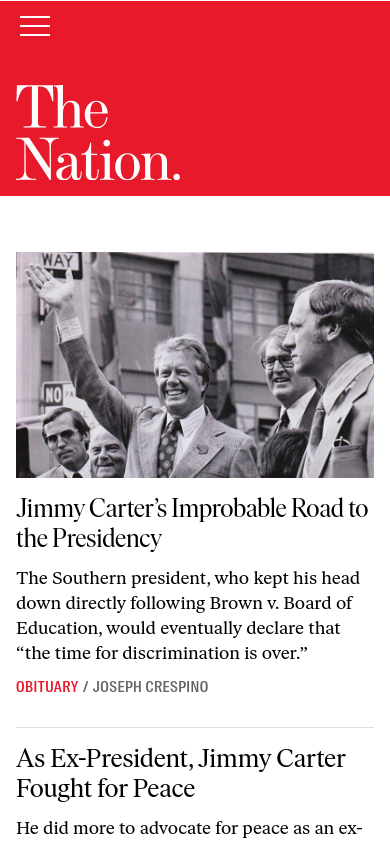 The
Nation.
WAY
NO
Jimmy Carter’s Improbable Road to
the Presidency
The Southern president, who kept his head
down directly following Brown v. Board of
Education, would eventually declare that
“the time for discrimination is over.”
OBITUARY / JOSEPH CRESPINO
As Ex-President, Jimmy Carter
Fought for Peace
He did more to advocate for peace as an ex-